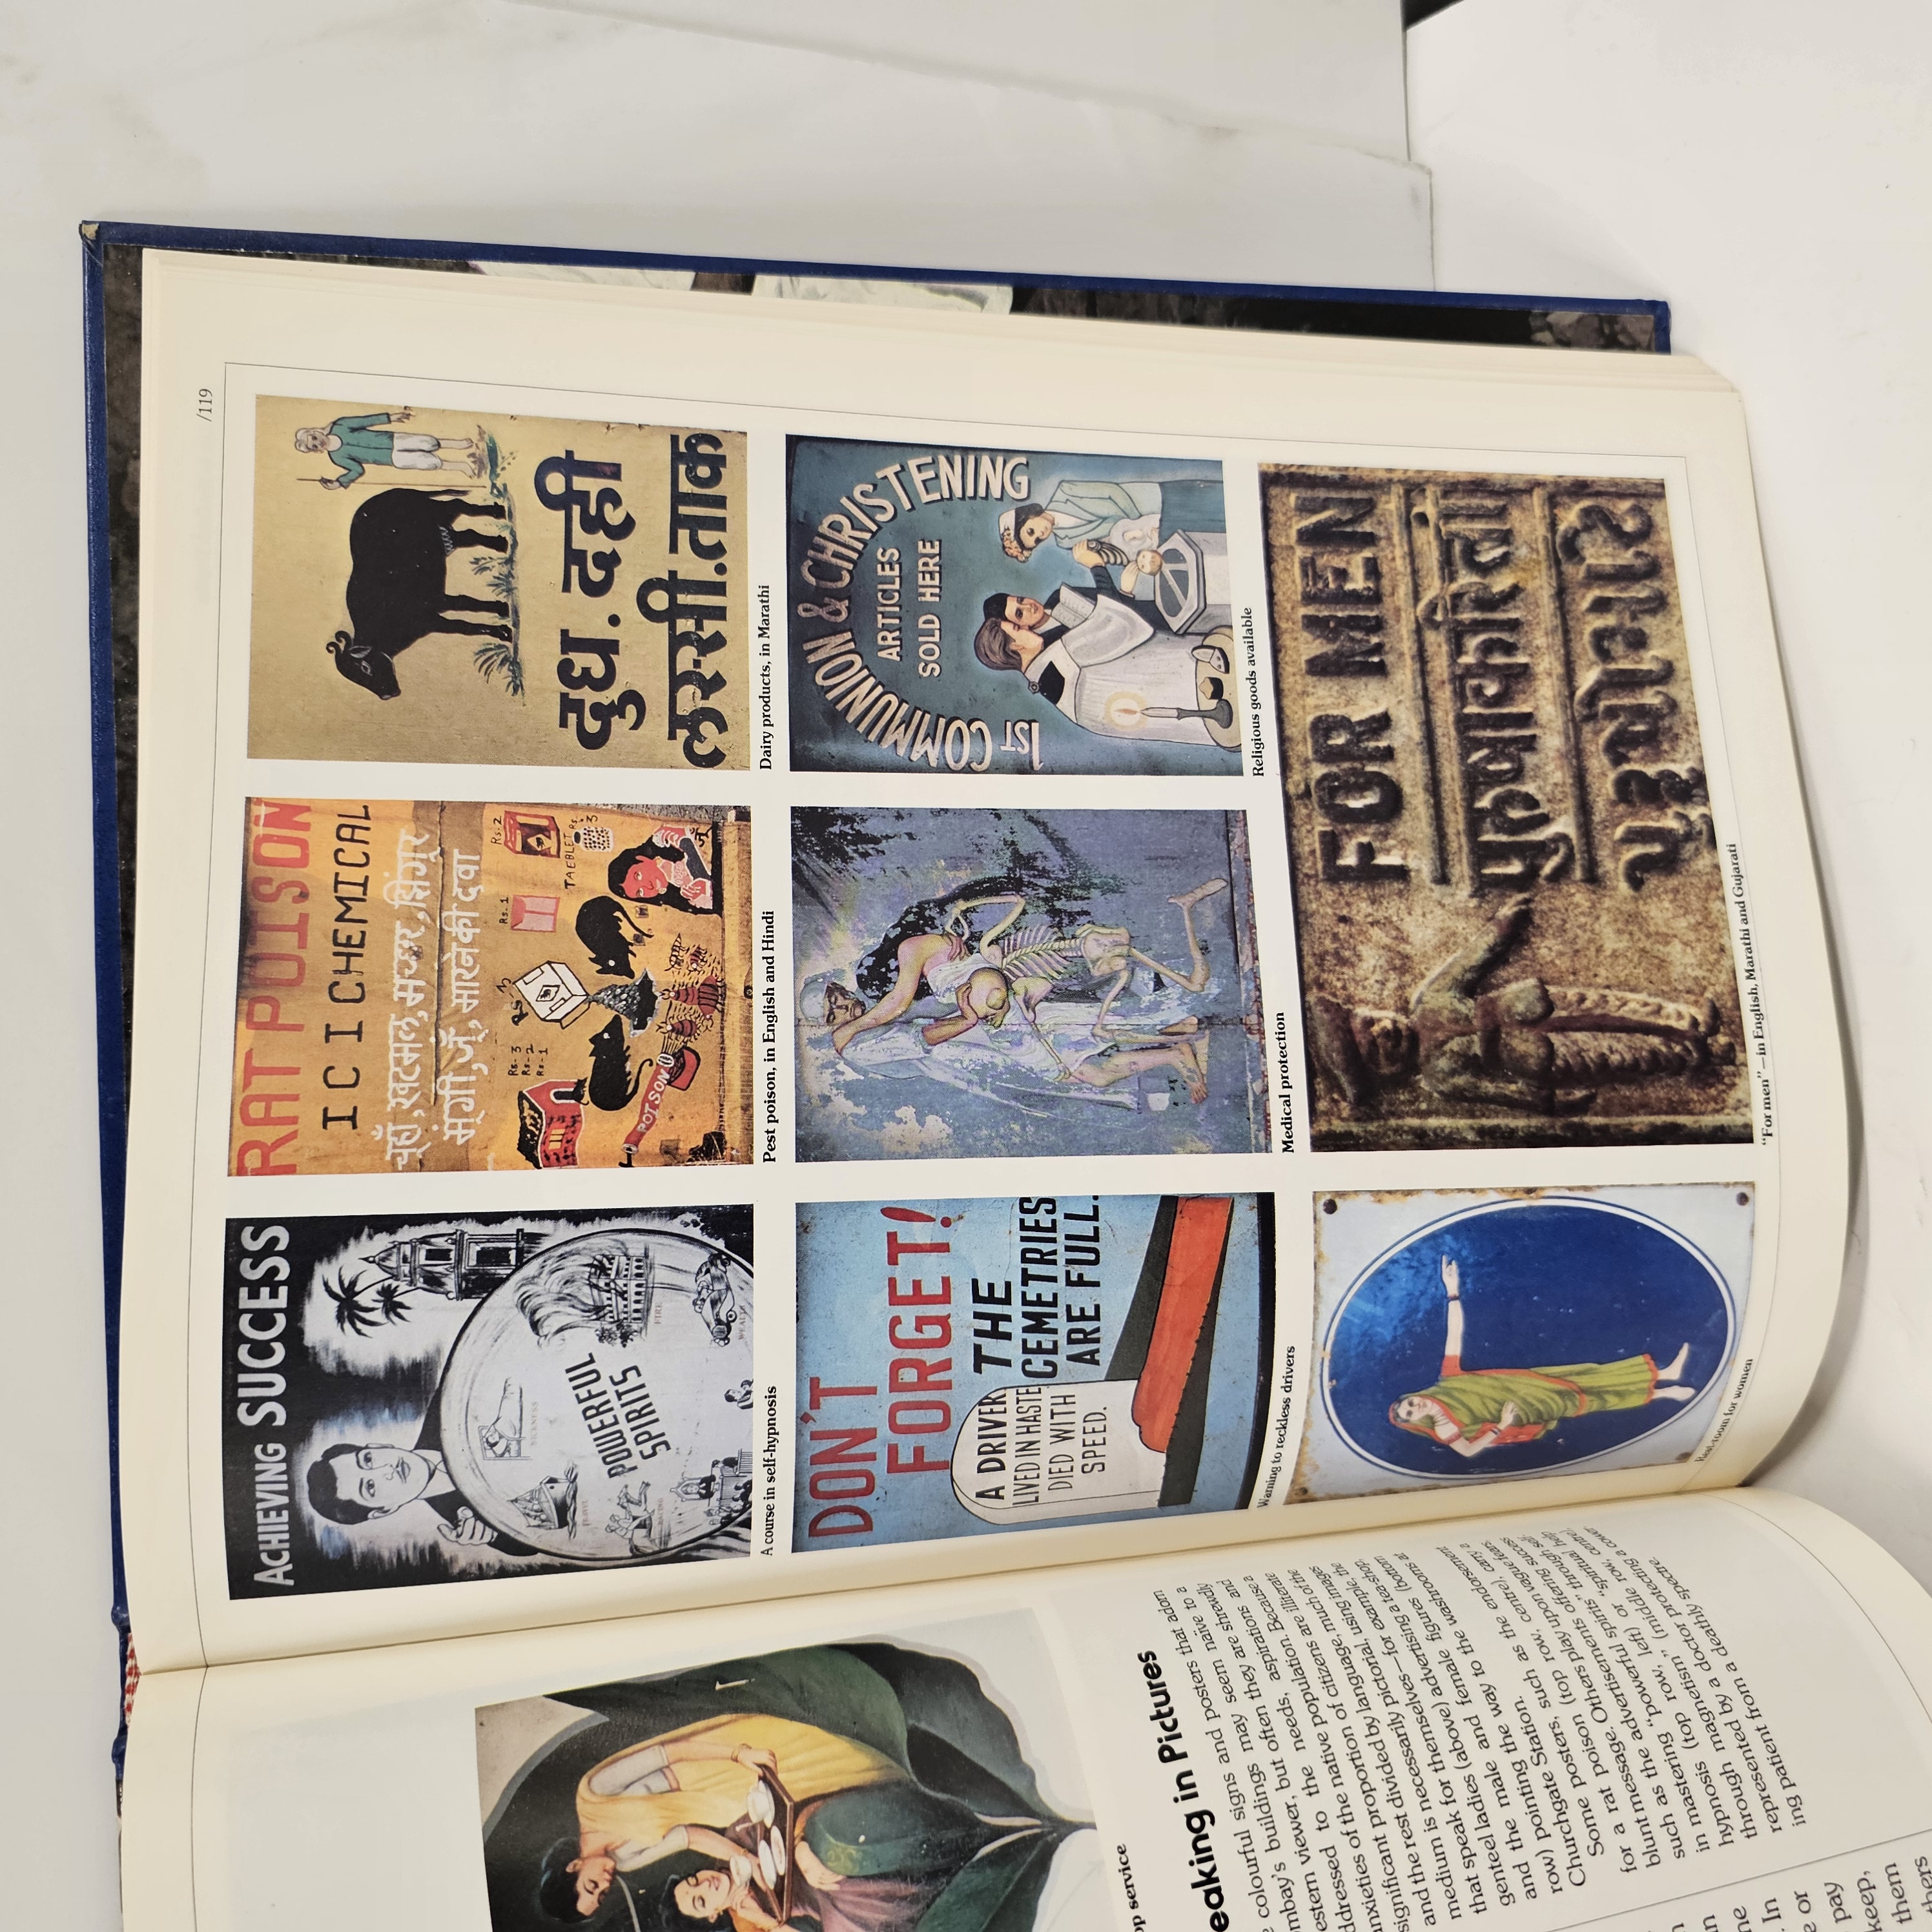 /119
ACHIEVING SUCCESS
SICKNESS
TRAVEL
POWERFUL
SPIRITS
RACING
FIRE
WEALTH
A course in self-hypnosis
RAT POISON
I C I CHEMICAL
चूहाँ, खटमल, मच्छर, झिंगूर
मूंगी, जूँ, मारने की दवा
Rs- 3
Rs- 2
Rs- 1
Rs- 3
Rs- 1
Rs- 2
TAEBLET Rs
3
POISON
Pest poison, in English and Hindi
दुध. दही
लस्सी. ताक
Dairy products, in Marathi
DON'T
FORGET!
A DRIVER
LIVED IN HASTE
DIED WITH
SPEED.
THE
CEMETRIES
ARE FULL.
Warning to reckless drivers
Medical protection
1ST COMMUNION & CHRISTENING
ARTICLES
SOLD HERE
Religious goods available
Rest-room for women
FOR MEN
पुरुषाकरितां
પુરૂષોમાટે
"For men"—in English, Marathi and Gujarati
op service
eaking in Pictures
e colourful signs and posters that adorn
ombay's buildings may seem naïve to a
estern viewer, but often they are shrewdly
ddressed to the needs, aspirations and
anxieties of the native population. Because a
significant proportion of citizens are illiterate
and the rest divided by language, much of the
medium is necessarily pictorial, using images
that speak for themselves—for example, the
genteel ladies (above) advertising a tea-shop,
and the male and female figures (bottom
row) pointing the way to the washrooms at
Churchgate Station.
Some posters, such as the endorsement
for a rat poison (top row, centre), carry a
blunt message. Others play upon vague fears,
such as the advertisements offering success
in mastering "powerful spirits" through self-
hypnosis (top row, left) or "spiritual help
through magnetism" (middle row, centre),
represented by a doctor protecting a cower-
ing patient from a deathly spectre.
n
in
ne
. In
e or
pay
keep,
them
thers